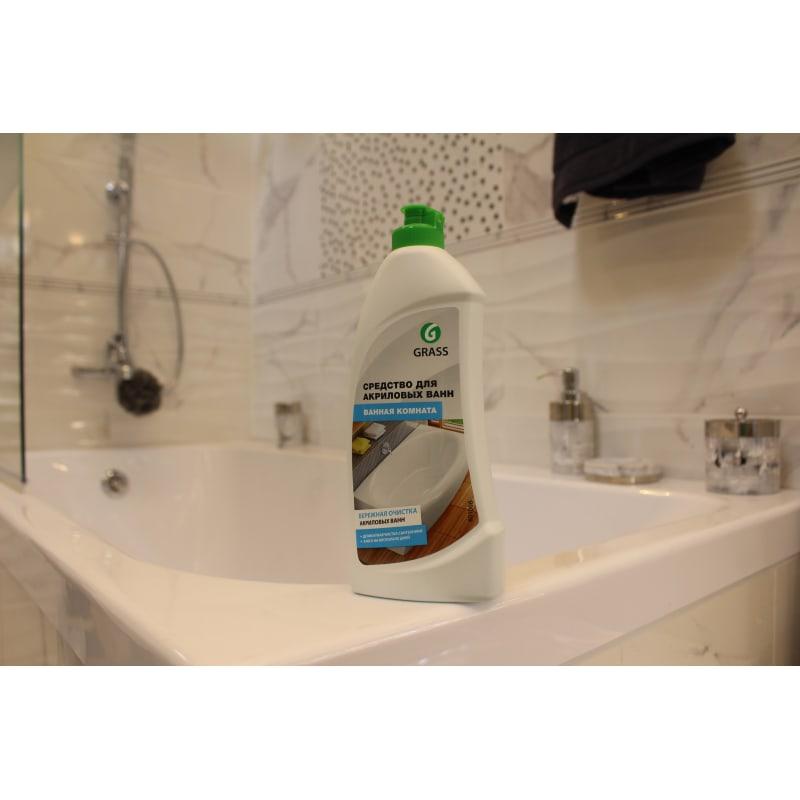 GRASS
СРЕДСТВО ДЛЯ
АКРИЛОВЫХ ВАНН
ВАННАЯ КОМНАТА
БЕРЕЖНАЯ ОЧИСТКА
АКРИЛОВЫХ ВАНН